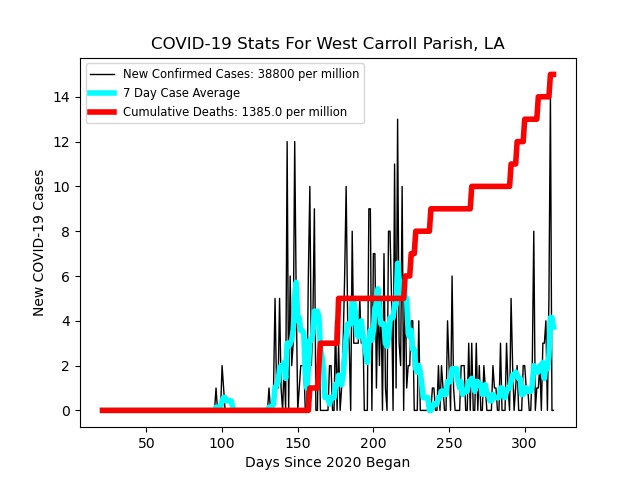 COVID-19 Stats For West Carroll Parish, LA
New Confirmed Cases: 38800 per million
7 Day Case Average
Cumulative Deaths: 1385.0 per million
New COVID-19 Cases
14
12
10
8
6
4
2
0
50 100 150 200 250 300
Days Since 2020 Began